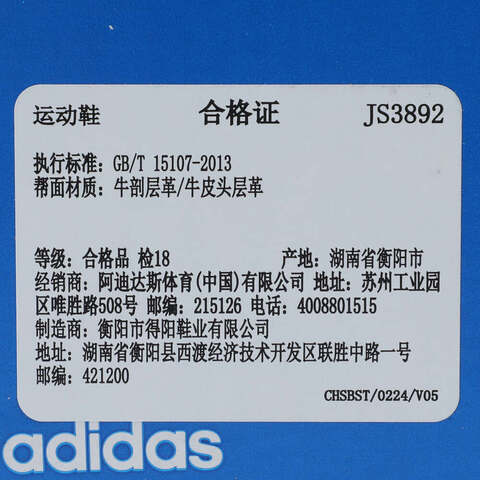 运动鞋 合格证 JS3892
执行标准：GB/T 15107-2013
帮面材质：牛剖层革/牛皮头层革
等级：合格品 检18 产地：湖南省衡阳市
经销商：阿迪达斯体育(中国)有限公司 地址：苏州工业园
区唯胜路508号 邮编：215126 电话：4008801515
制造商：衡阳市得阳鞋业有限公司
地址：湖南省衡阳县西渡经济技术开发区联胜中路一号
邮编：421200
CHSBST/0224/V05
adidas